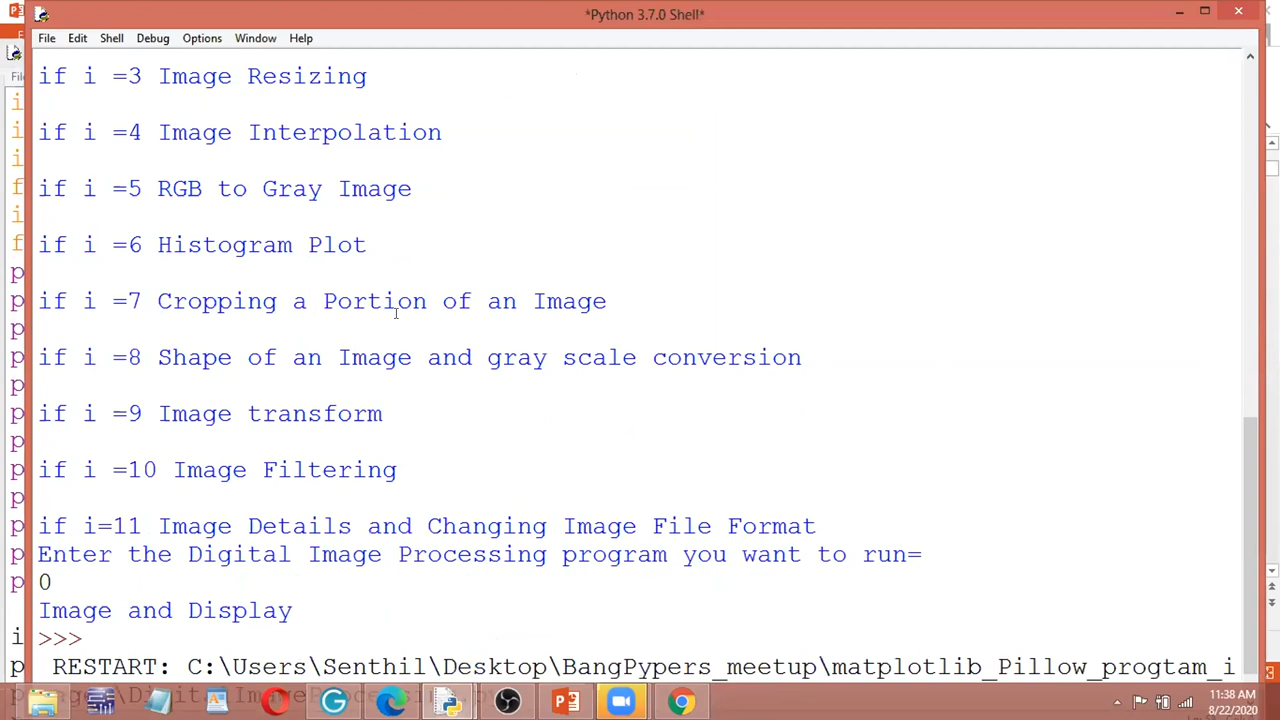 *Python 3.7.0 Shell*
File Edit Shell Debug Options Window Help
if i =3 Image Resizing
if i =4 Image Interpolation
if i =5 RGB to Gray Image
if i =6 Histogram Plot
if i =7 Cropping a Portion of an Image
if i =8 Shape of an Image and gray scale conversion
if i =9 Image transform
if i =10 Image Filtering
if i=11 Image Details and Changing Image File Format
Enter the Digital Image Processing program you want to run=
0
Image and Display
>>>
RESTART: C:\Users\Senthil\Desktop\BangPypers_meetup\matplotlib_Pillow_progtam_i
11:38 AM
8/22/2020